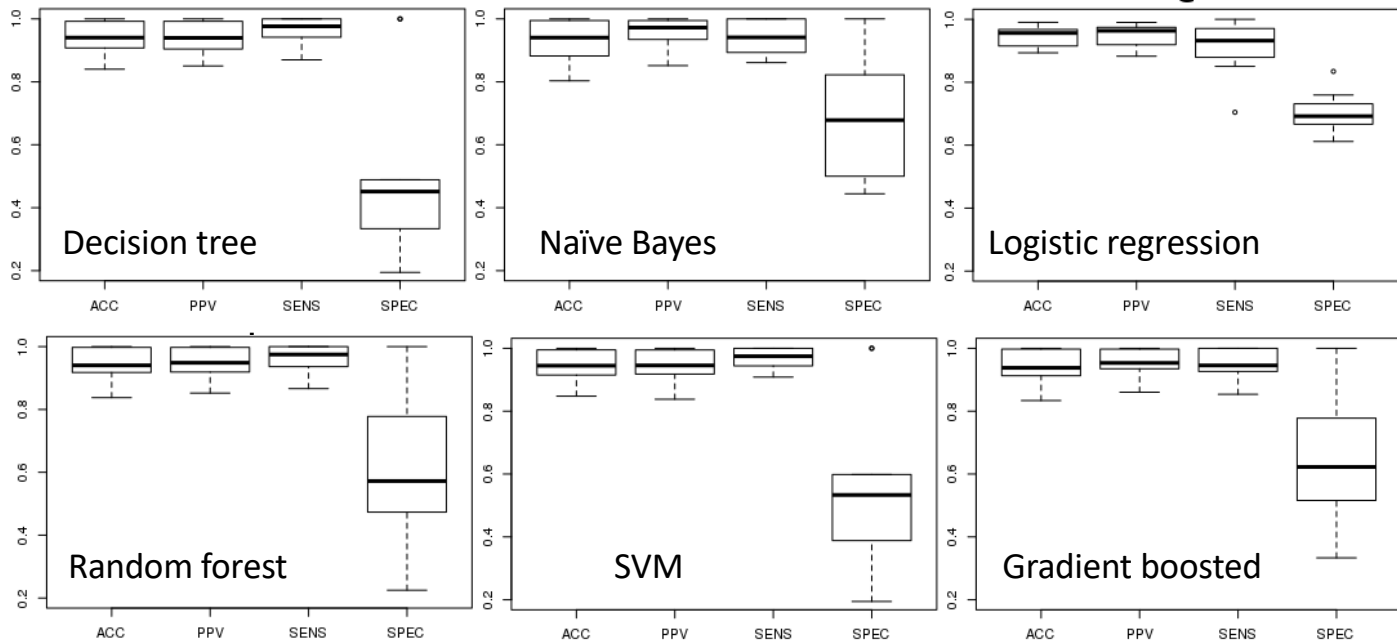 1.0
0.8
0.6
0.4
0.2
Decision tree
ACC PPV SENS SPEC
1.0
0.8
0.6
0.4
0.2
Naïve Bayes
ACC PPV SENS SPEC
1.0
0.8
0.6
0.4
0.2
Logistic regression
ACC PPV SENS SPEC
1.0
0.8
0.6
0.4
0.2
Random forest
ACC PPV SENS SPEC
1.0
0.8
0.6
0.4
0.2
SVM
ACC PPV SENS SPEC
1.0
0.8
0.6
0.4
0.2
Gradient boosted
ACC PPV SENS SPEC